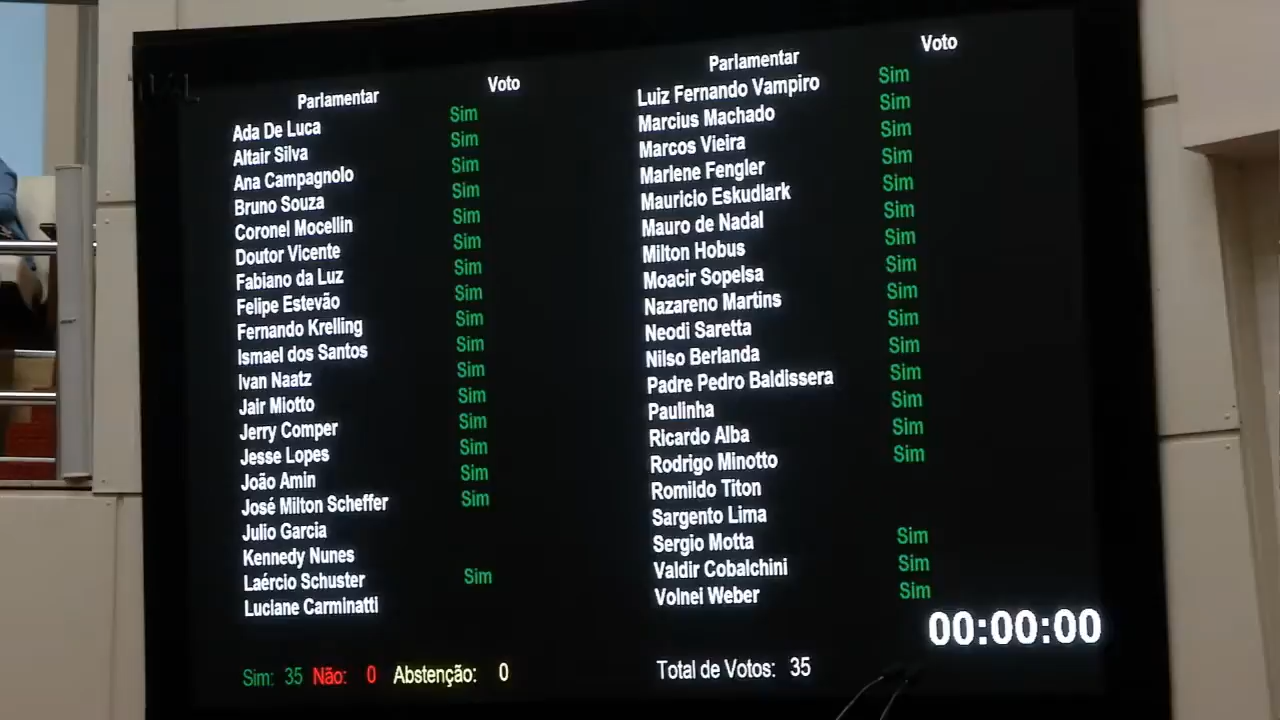 Parlamentar Voto
Ada De Luca Sim
Altair Silva Sim
Ana Campagnolo Sim
Bruno Souza Sim
Coronel Mocellin Sim
Doutor Vicente Sim
Fabiano da Luz Sim
Felipe Estevão Sim
Fernando Krelling Sim
Ismael dos Santos Sim
Ivan Naatz Sim
Jair Miotto Sim
Jerry Comper Sim
Jesse Lopes Sim
João Amin Sim
José Milton Scheffer Sim
Julio Garcia
Kennedy Nunes
Laércio Schuster Sim
Luciane Carminatti
Parlamentar Voto
Luiz Fernando Vampiro Sim
Marcius Machado Sim
Marcos Vieira Sim
Marlene Fengler Sim
Mauricio Eskudlark Sim
Mauro de Nadal Sim
Milton Hobus Sim
Moacir Sopelsa Sim
Nazareno Martins Sim
Neodi Saretta Sim
Nilso Berlanda Sim
Padre Pedro Baldissera Sim
Paulinha Sim
Ricardo Alba Sim
Rodrigo Minotto Sim
Romildo Titon
Sargento Lima
Sergio Motta Sim
Valdir Cobalchini Sim
Volnei Weber Sim
00:00:00
Sim: 35 Não: 0 Abstenção: 0 Total de Votos: 35